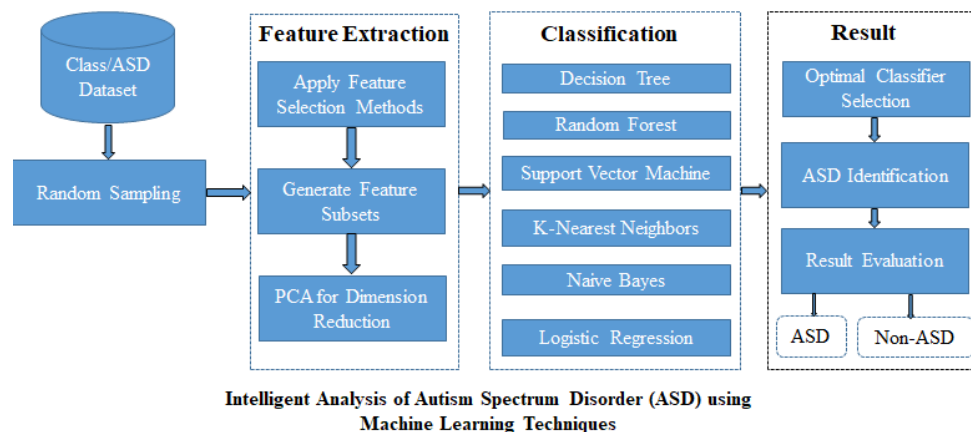 Class/ASD
Dataset
Random Sampling
Feature Extraction
Apply Feature
Selection Methods
Generate Feature
Subsets
PCA for Dimension
Reduction
Classification
Decision Tree
Random Forest
Support Vector Machine
K-Nearest Neighbors
Naive Bayes
Logistic Regression
Result
Optimal Classifier
Selection
ASD Identification
Result Evaluation
ASD
Non-ASD
Intelligent Analysis of Autism Spectrum Disorder (ASD) using
Machine Learning Techniques